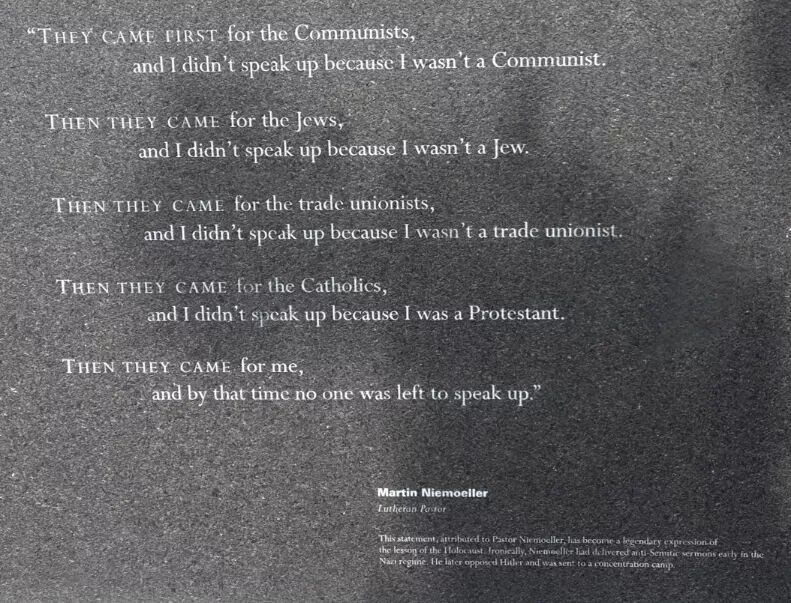 “THEY CAME FIRST for the Communists,
and I didn’t speak up because I wasn’t a Communist.
THEN THEY CAME for the Jews,
and I didn’t speak up because I wasn’t a Jew.
THEN THEY CAME for the trade unionists,
and I didn’t speak up because I wasn’t a trade unionist.
THEN THEY CAME for the Catholics,
and I didn’t speak up because I was a Protestant.
THEN THEY CAME for me,
and by that time no one was left to speak up.”
Martin Niemoeller
Lutheran Pastor
This statement, attributed to Pastor Niemoeller, has become a legendary expression of
the lesson of the Holocaust. Ironically, Niemoeller had delivered anti-Semitic sermons early in the
Nazi regime. He later opposed Hitler and was sent to a concentration camp.